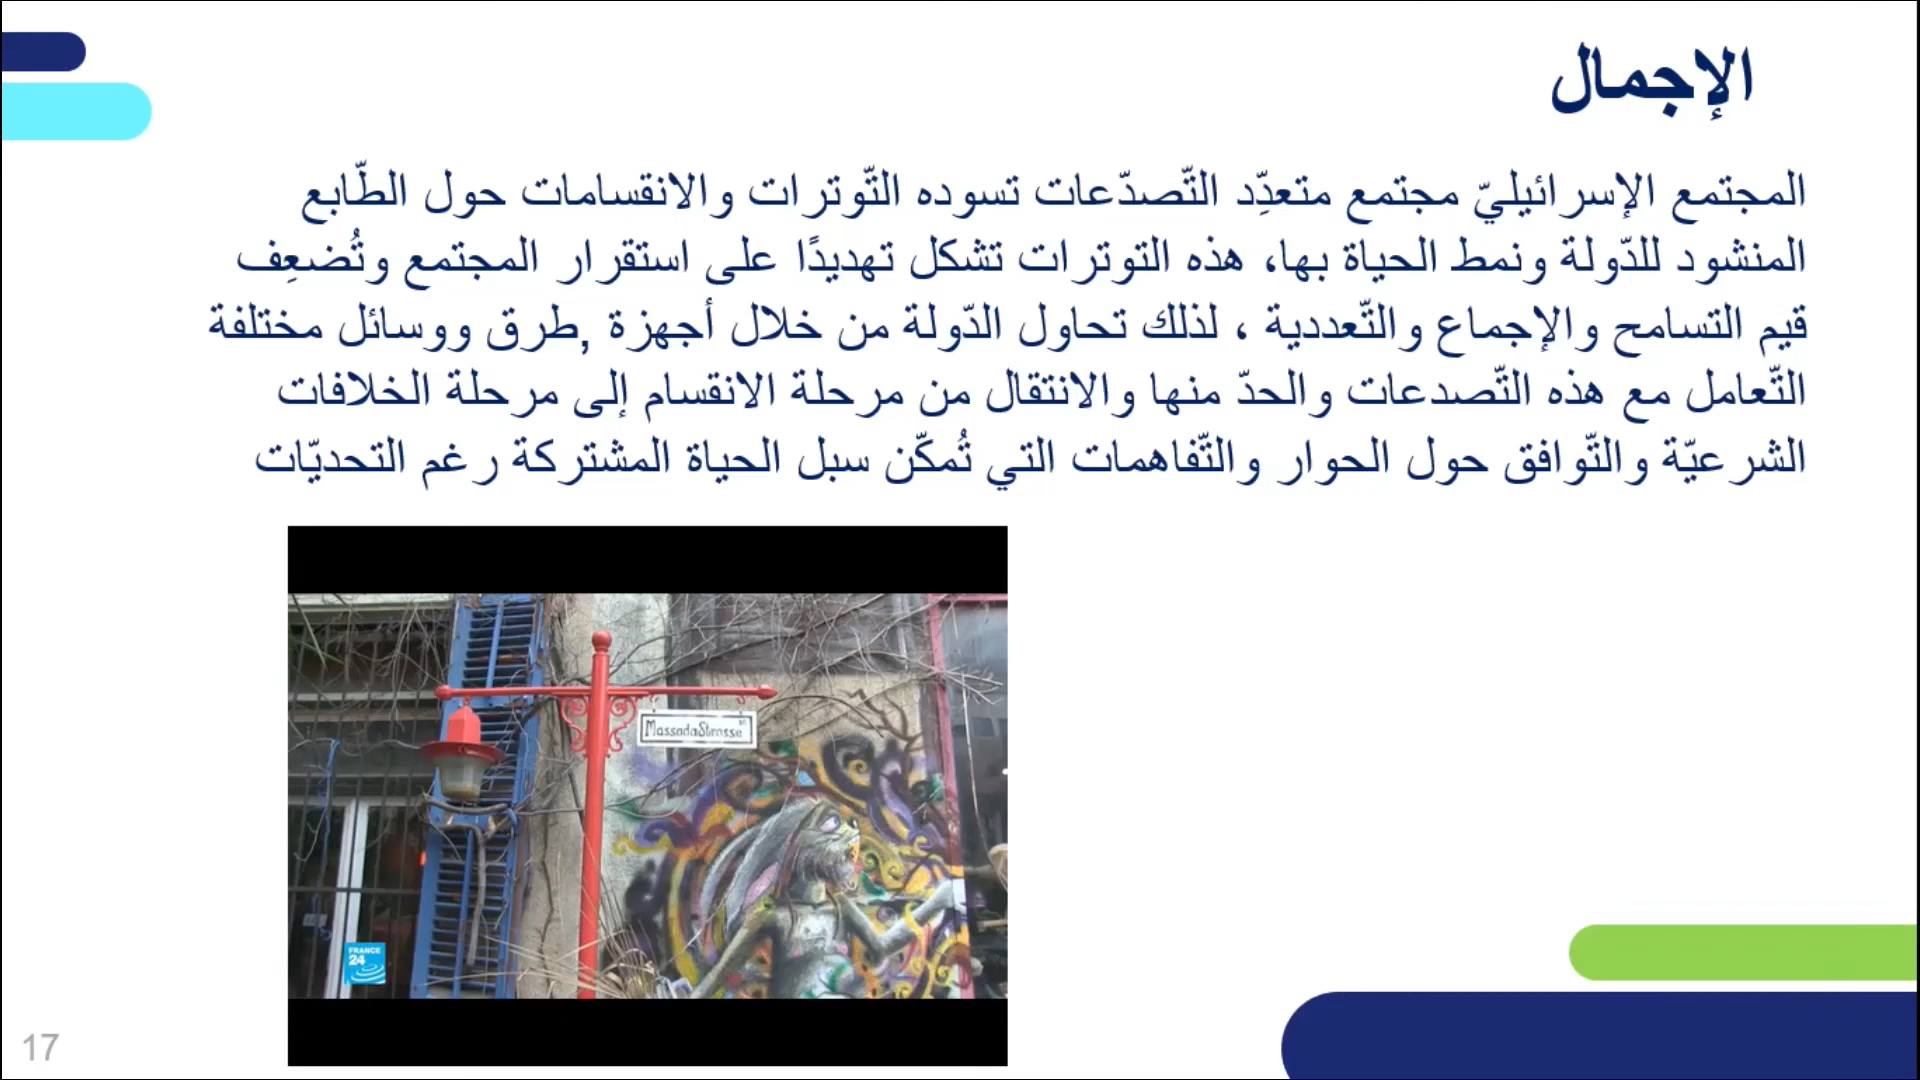 الإجمال
المجتمع الإسرائيليّ مجتمع متعدِّد التّصدّعات تسوده التّوترات والانقسامات حول الطّابع
المنشود للدّولة ونمط الحياة بها، هذه التوترات تشكل تهديدًا على استقرار المجتمع وتُضعِف
قيم التسامح والإجماع والتّعددية ، لذلك تحاول الدّولة من خلال أجهزة ,طرق ووسائل مختلفة
التّعامل مع هذه التّصدعات والحدّ منها والانتقال من مرحلة الانقسام إلى مرحلة الخلافات
الشرعيّة والتّوافق حول الحوار والتّفاهمات التي تُمكّن سبل الحياة المشتركة رغم التحديّات
MassadaStrasse
FRANCE
24
17